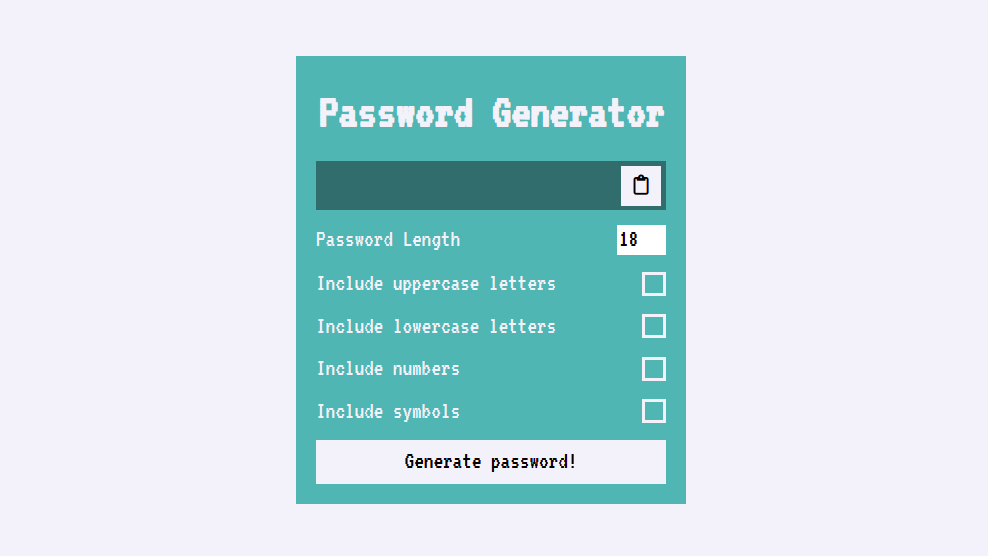 Password Generator
Password Length 18
Include uppercase letters
Include lowercase letters
Include numbers
Include symbols
Generate password!